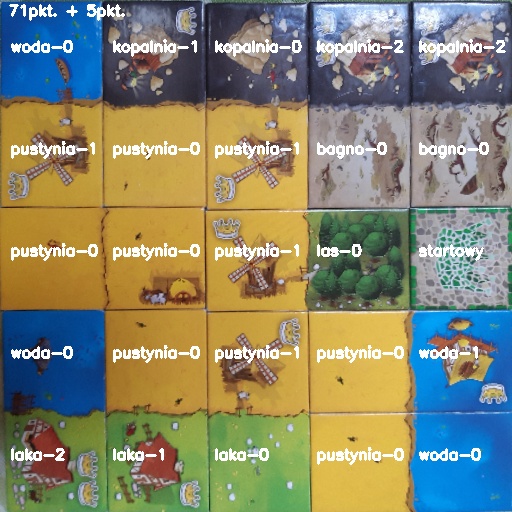 71pkt. + 5pkt.
woda-0 kopalnia-1 kopalnia-0 kopalnia-2 kopalnia-2
pustynia-1 pustynia-0 pustynia-1 bagno-0 bagno-0
pustynia-0 pustynia-0 pustynia-1 las-0 startowy
woda-0 pustynia-0 pustynia-1 pustynia-0 woda-1
laka-2 laka-1 laka-0 pustynia-0 woda-0